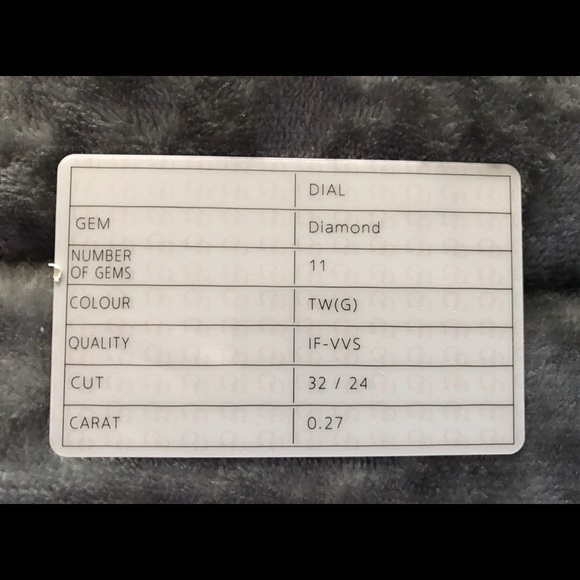 DIAL
GEM Diamond
NUMBER
OF GEMS 11
COLOUR TW(G)
QUALITY IF-VVS
CUT 32 / 24
CARAT 0.27